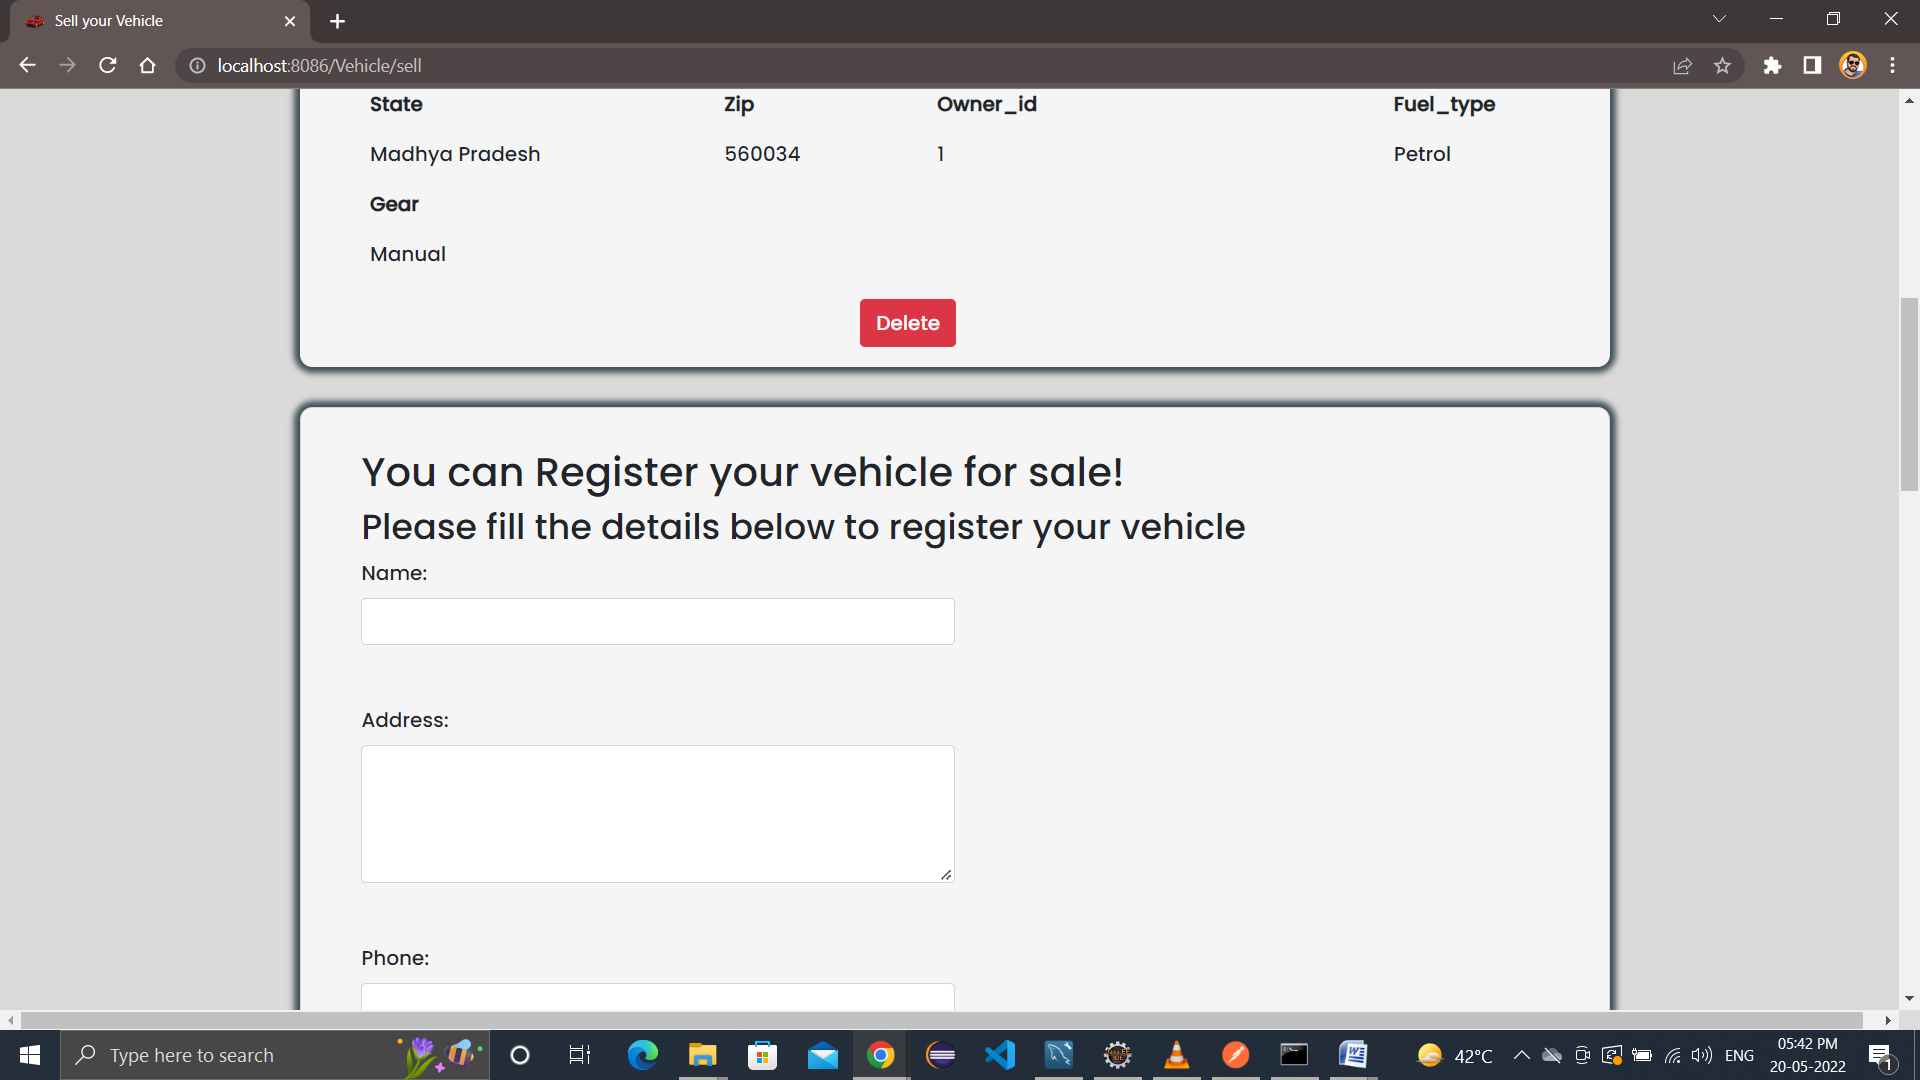 Sell your Vehicle
localhost:8086/Vehicle/sell
State Zip Owner_id Fuel_type
Madhya Pradesh 560034 1 Petrol
Gear
Manual
Delete
You can Register your vehicle for sale!
Please fill the details below to register your vehicle
Name:
Address:
Phone:
Type here to search
42°C
ENG
05:42 PM
20-05-2022
1